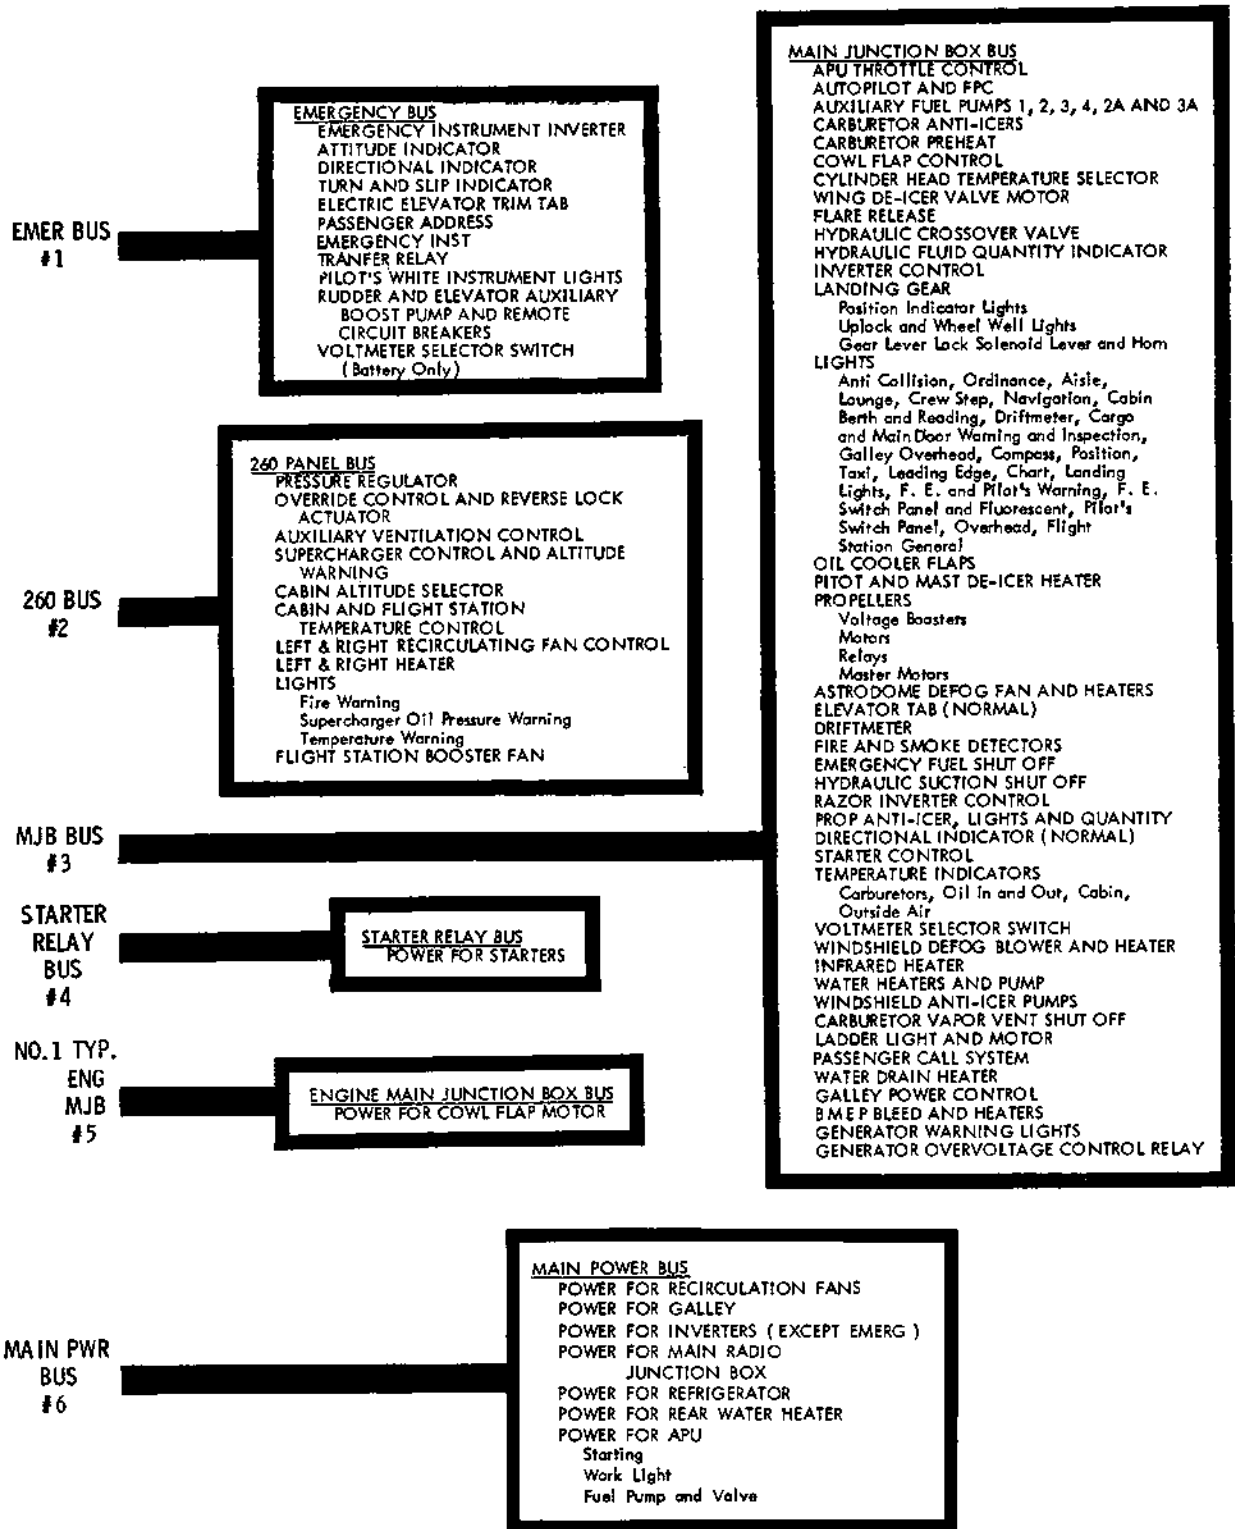 EMER BUS
#1
EMERGENCY BUS
EMERGENCY INSTRUMENT INVERTER
ATTITUDE INDICATOR
DIRECTIONAL INDICATOR
TURN AND SLIP INDICATOR
ELECTRIC ELEVATOR TRIM TAB
PASSENGER ADDRESS
EMERGENCY INST
TRANFER RELAY
PILOT'S WHITE INSTRUMENT LIGHTS
RUDDER AND ELEVATOR AUXILIARY
BOOST PUMP AND REMOTE
CIRCUIT BREAKERS
VOLTMETER SELECTOR SWITCH
(Battery Only)
260 BUS
#2
260 PANEL BUS
PRESSURE REGULATOR
OVERRIDE CONTROL AND REVERSE LOCK
ACTUATOR
AUXILIARY VENTILATION CONTROL
SUPERCHARGER CONTROL AND ALTITUDE
WARNING
CABIN ALTITUDE SELECTOR
CABIN AND FLIGHT STATION
TEMPERATURE CONTROL
LEFT & RIGHT RECIRCULATING FAN CONTROL
LEFT & RIGHT HEATER
LIGHTS
Fire Warning
Supercharger Oil Pressure Warning
Temperature Warning
FLIGHT STATION BOOSTER FAN
MJB BUS
#3
MAIN JUNCTION BOX BUS
APU THROTTLE CONTROL
AUTOPILOT AND FPC
AUXILIARY FUEL PUMPS 1, 2, 3, 4, 2A AND 3A
CARBURETOR ANTI-ICERS
CARBURETOR PREHEAT
COWL FLAP CONTROL
CYLINDER HEAD TEMPERATURE SELECTOR
WING DE-ICER VALVE MOTOR
FLARE RELEASE
HYDRAULIC CROSSOVER VALVE
HYDRAULIC FLUID QUANTITY INDICATOR
INVERTER CONTROL
LANDING GEAR
Position Indicator Lights
Uplock and Wheel Well Lights
Gear Lever Lock Solenoid Lever and Horn
LIGHTS
Anti Collision, Ordinance, Aisle,
Lounge, Crew Step, Navigation, Cabin
Berth and Reading, Driftmeter, Cargo
and Main Door Warning and Inspection,
Galley Overhead, Compass, Position,
Taxi, Leading Edge, Chart, Landing
Lights, F. E. and Pilot's Warning, F. E.
Switch Panel and Fluorescent, Pilot's
Switch Panel, Overhead, Flight
Station General
OIL COOLER FLAPS
PITOT AND MAST DE-ICER HEATER
PROPELLERS
Voltage Boosters
Motors
Relays
Master Motors
ASTRODOME DEFOG FAN AND HEATERS
ELEVATOR TAB (NORMAL)
DRIFTMETER
FIRE AND SMOKE DETECTORS
EMERGENCY FUEL SHUT OFF
HYDRAULIC SUCTION SHUT OFF
RAZOR INVERTER CONTROL
PROP ANTI-ICER, LIGHTS AND QUANTITY
DIRECTIONAL INDICATOR (NORMAL)
STARTER CONTROL
TEMPERATURE INDICATORS
Carburetors, Oil In and Out, Cabin,
Outside Air
VOLTMETER SELECTOR SWITCH
WINDSHIELD DEFOG BLOWER AND HEATER
INFRARED HEATER
WATER HEATERS AND PUMP
WINDSHIELD ANTI-ICER PUMPS
CARBURETOR VAPOR VENT SHUT OFF
LADDER LIGHT AND MOTOR
PASSENGER CALL SYSTEM
WATER DRAIN HEATER
GALLEY POWER CONTROL
BMEP BLEED AND HEATERS
GENERATOR WARNING LIGHTS
GENERATOR OVERVOLTAGE CONTROL RELAY
STARTER
RELAY
BUS
#4
STARTER RELAY BUS
POWER FOR STARTERS
NO.1 TYP.
ENG
MJB
#5
ENGINE MAIN JUNCTION BOX BUS
POWER FOR COWL FLAP MOTOR
MAIN PWR
BUS
#6
MAIN POWER BUS
POWER FOR RECIRCULATION FANS
POWER FOR GALLEY
POWER FOR INVERTERS (EXCEPT EMERG)
POWER FOR MAIN RADIO
JUNCTION BOX
POWER FOR REFRIGERATOR
POWER FOR REAR WATER HEATER
POWER FOR APU
Starting
Work Light
Fuel Pump and Valve